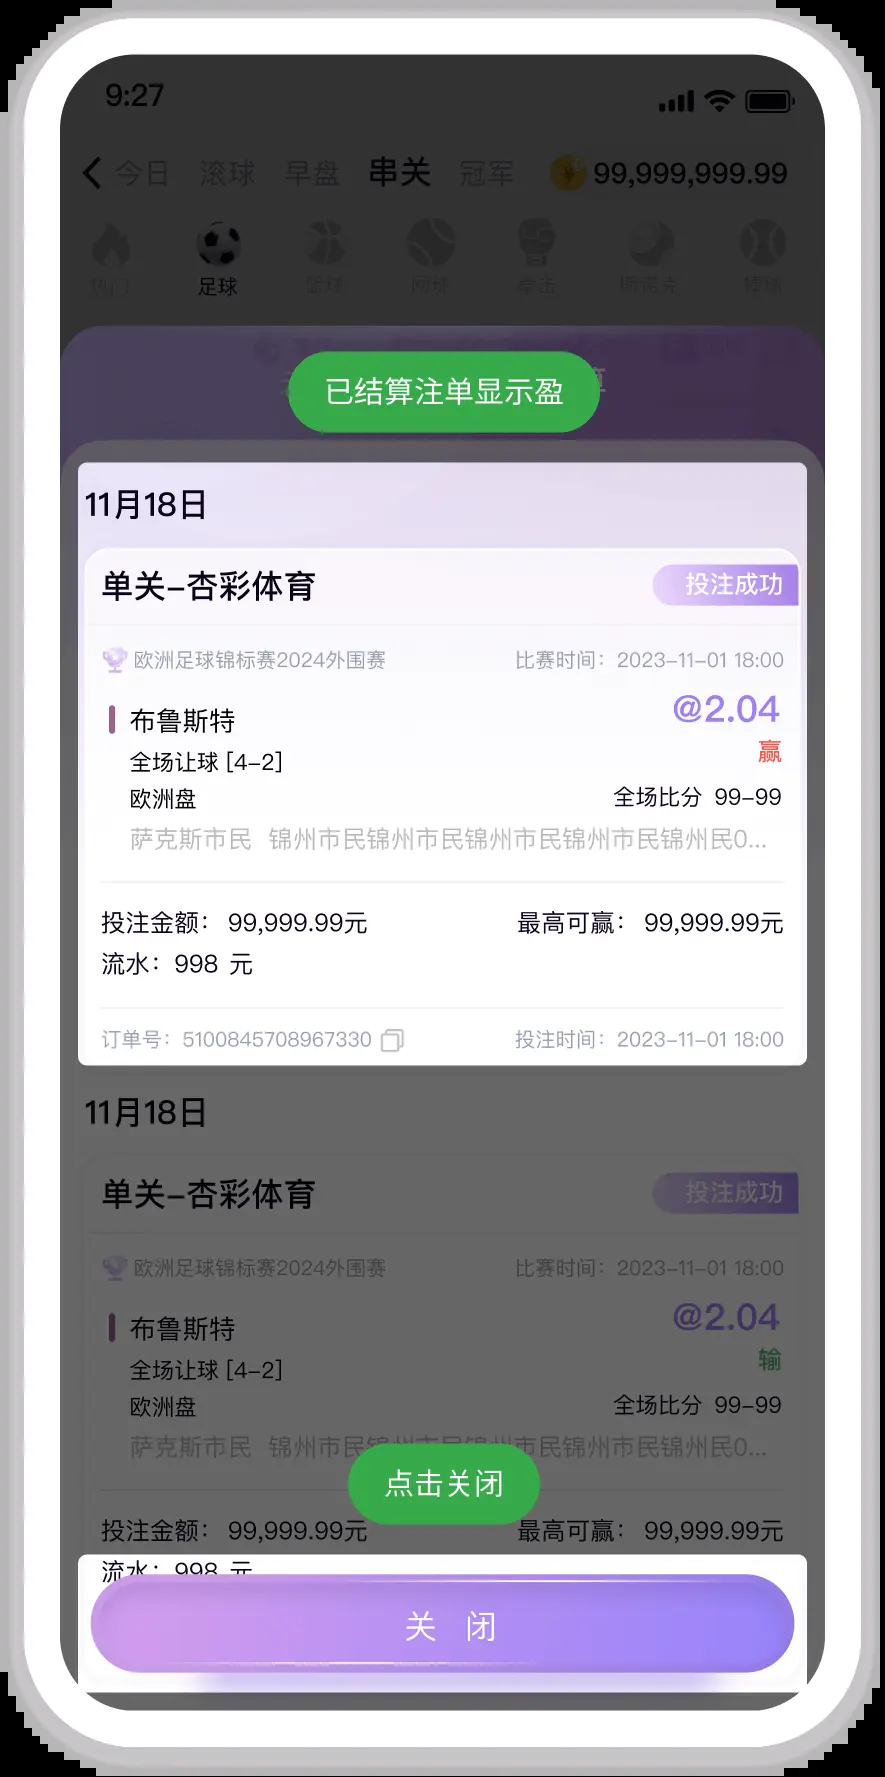 9:27
今日 滚球 早盘 串关 冠军 99,999,999.99
热门 足球 篮球 网球 拳击 斯诺克 棒球
已结算注单显示盈
11月18日
单关-杏彩体育 投注成功
欧洲足球锦标赛2024外围赛 比赛时间：2023-11-01 18:00
布鲁斯特 @2.04
赢
全场让球 [4-2]
欧洲盘 全场比分 99-99
萨克斯市民 锦州市民锦州市民锦州市民锦州市民锦州民0...
投注金额： 99,999.99元 最高可赢： 99,999.99元
流水：998 元
订单号：5100845708967330 投注时间：2023-11-01 18:00
11月18日
单关-杏彩体育 投注成功
欧洲足球锦标赛2024外围赛 比赛时间：2023-11-01 18:00
布鲁斯特 @2.04
输
全场让球 [4-2]
欧洲盘 全场比分 99-99
萨克斯市民 锦州市民锦州市民锦州市民锦州民0...
点击关闭
投注金额： 99,999.99元 最高可赢： 99,999.99元
流水：998 元
关 闭